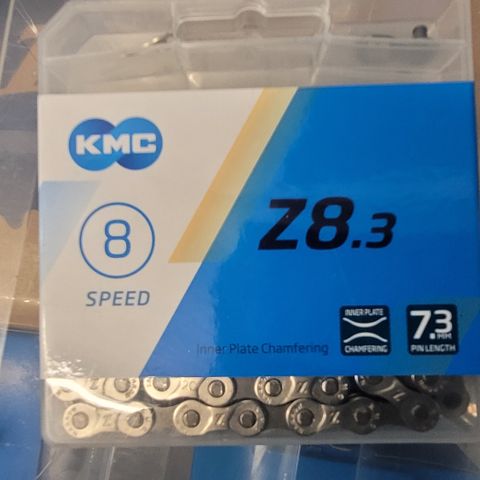 KMC
8
SPEED
Z8.3
Inner Plate Chamfering
INNER PLATE
CHAMFERING
7.3
MM
PIN LENGTH